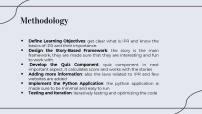 Methodology
● Define Learning Objectives: get clear what is IPR and know the
basics of IPR and their importance.
● Design the Story-Based Framework: the story is the main
framework, they are made sure that they are interesting and fun
to work with.
● Develop the Quiz Component: quiz component is next
important aspect, it calculates score and works with the stories
● Adding more information: also the laws related to IPR and few
websites are added
● Implement the Python Application: the python application is
made sure to be minimal and easy to run
● Testing and Iteration: iteratively testing and optimizing the code